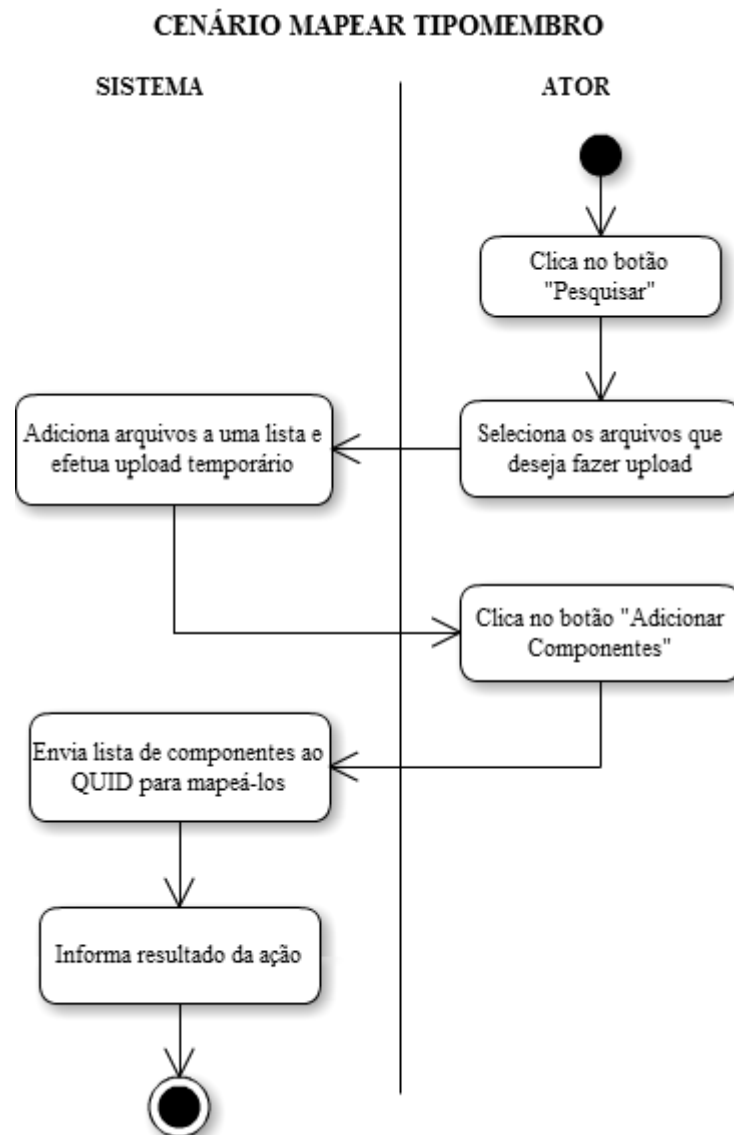 CENÁRIO MAPEAR TIPOMEMBRO
SISTEMA
ATOR
Clica no botão
"Pesquisar"
Seleciona os arquivos que
deseja fazer upload
Adiciona arquivos a uma lista e
efetua upload temporário
Clica no botão "Adicionar
Componentes"
Envia lista de componentes ao
QUID para mapeá-los
Informa resultado da ação